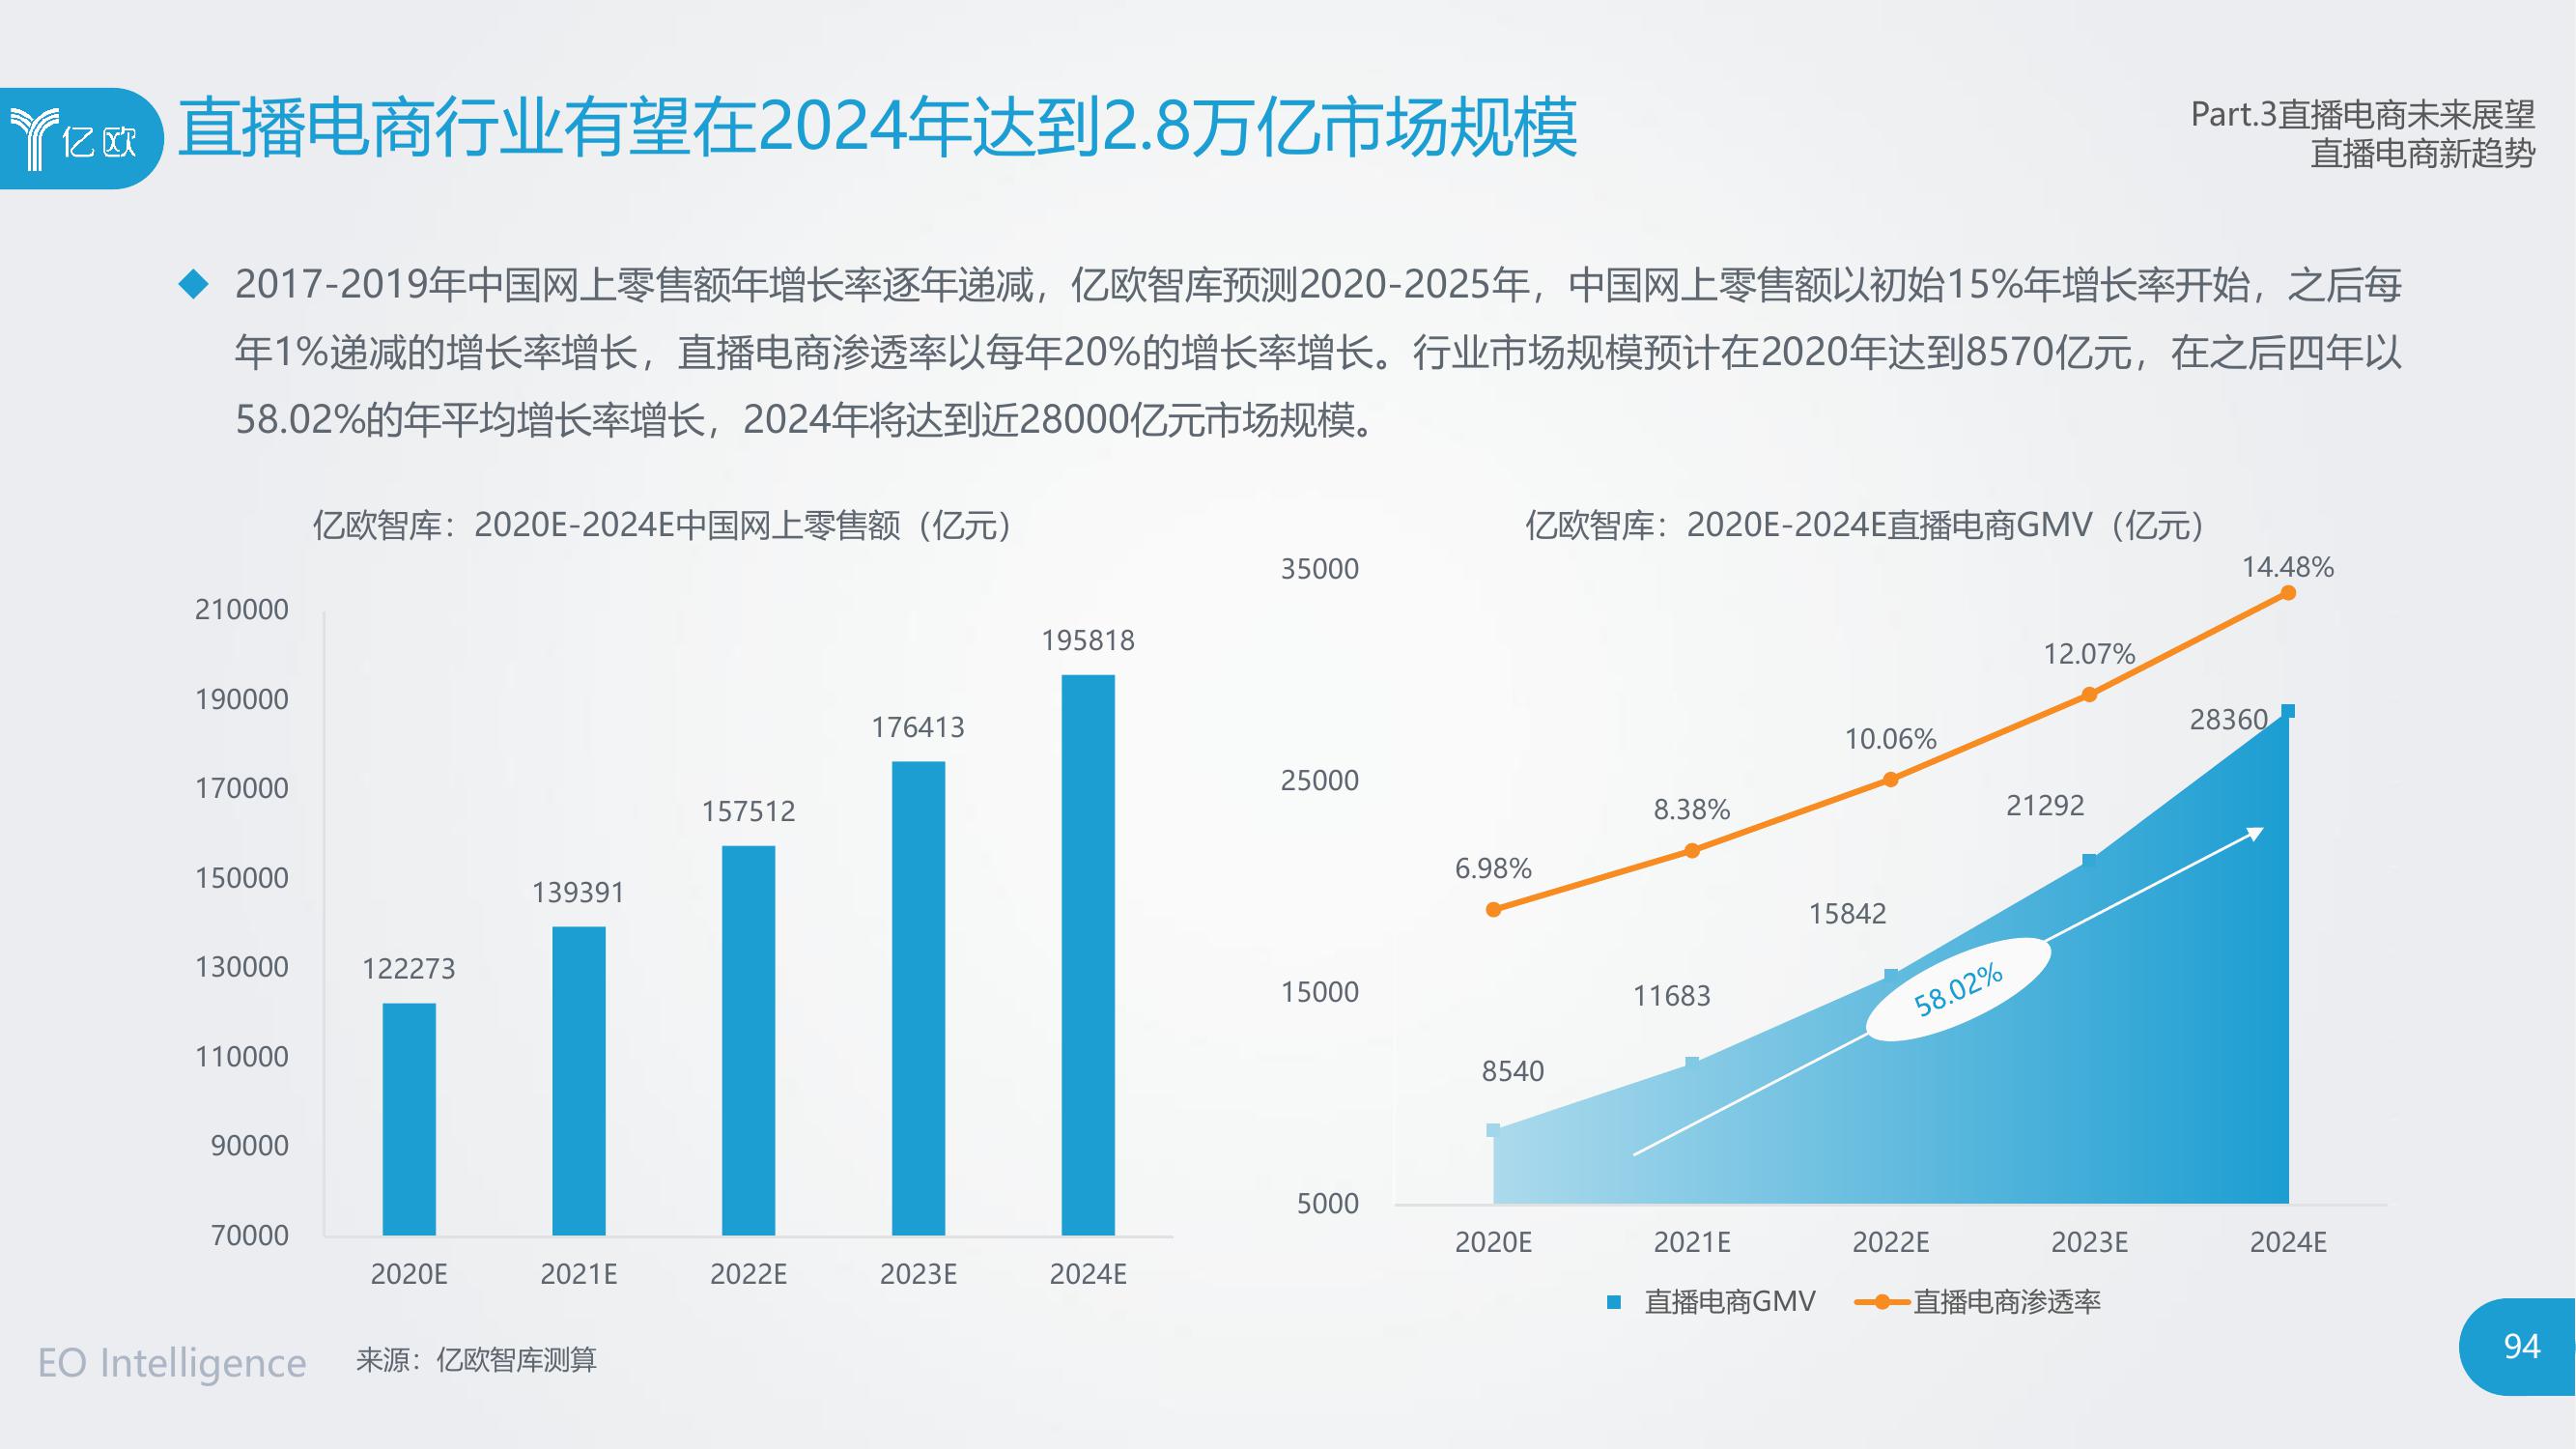 亿欧
直播电商行业有望在2024年达到2.8万亿市场规模
Part.3直播电商未来展望
直播电商新趋势
2017-2019年中国网上零售额年增长率逐年递减，亿欧智库预测2020-2025年，中国网上零售额以初始15%年增长率开始，之后每
年1%递减的增长率增长，直播电商渗透率以每年20%的增长率增长。行业市场规模预计在2020年达到8570亿元，在之后四年以
58.02%的年平均增长率增长，2024年将达到近28000亿元市场规模。
亿欧智库：2020E-2024E中国网上零售额（亿元）
210000
190000
170000
150000
130000
110000
90000
70000
122273
139391
157512
176413
195818
2020E
2021E
2022E
2023E
2024E
亿欧智库：2020E-2024E直播电商GMV（亿元）
35000
25000
15000
5000
6.98%
8.38%
10.06%
12.07%
14.48%
8540
11683
15842
21292
28360
58.02%
2020E
2021E
2022E
2023E
2024E
直播电商GMV
直播电商渗透率
EO Intelligence
来源：亿欧智库测算
94